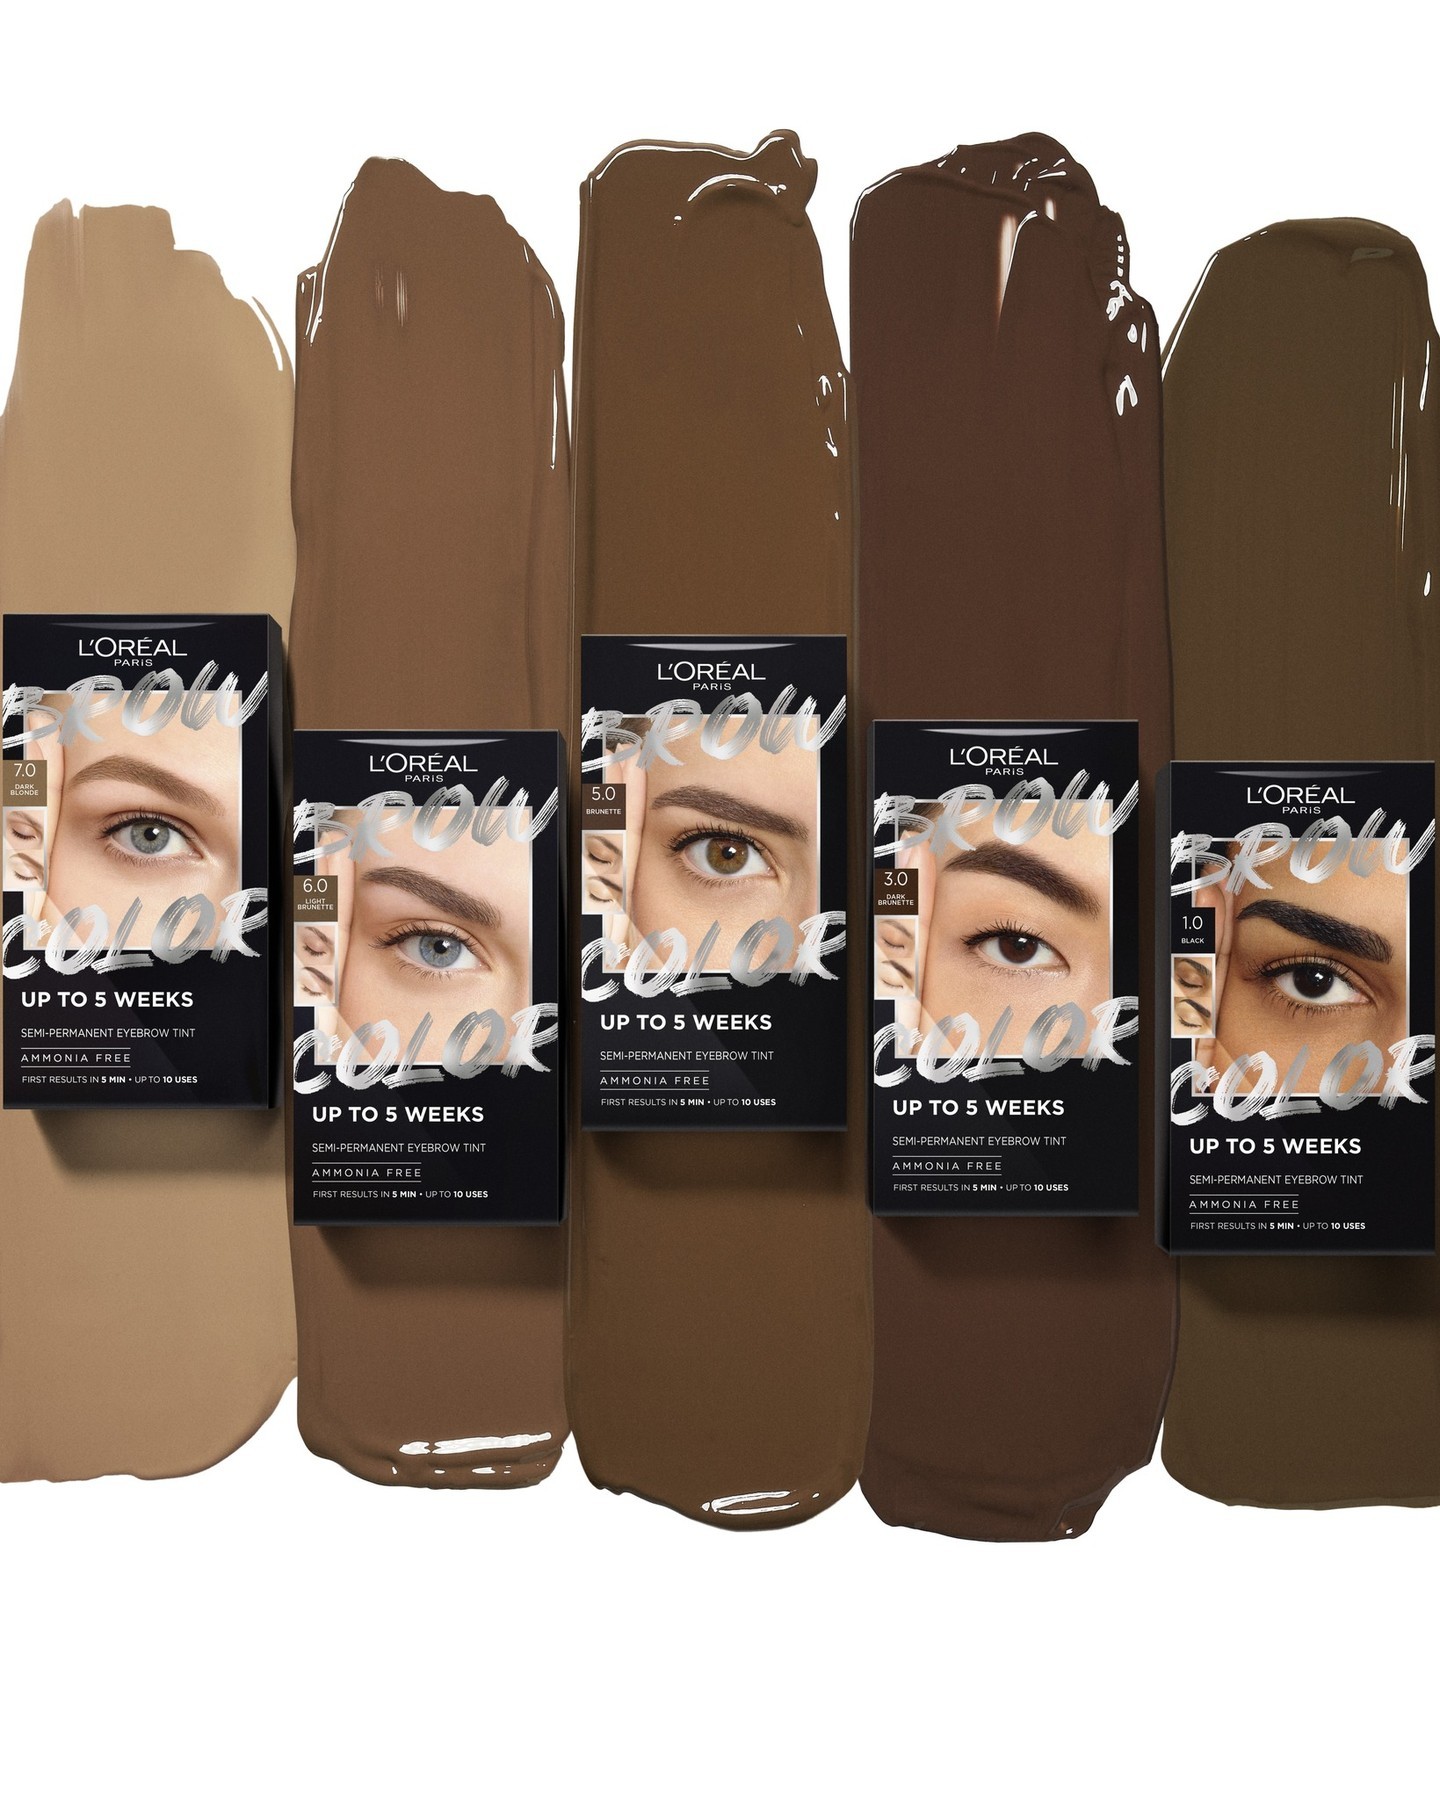 L'ORÉAL
PARIS
BROW
7.0
DARK
BLONDE
COLOR
UP TO 5 WEEKS
SEMI-PERMANENT EYEBROW TINT
AMMONIA FREE
FIRST RESULTS IN 5 MIN • UP TO 10 USES
L'ORÉAL
PARIS
BROW
6.0
LIGHT
BRUNETTE
COLOR
UP TO 5 WEEKS
SEMI-PERMANENT EYEBROW TINT
AMMONIA FREE
FIRST RESULTS IN 5 MIN • UP TO 10 USES
L'ORÉAL
PARIS
BROW
5.0
BRUNETTE
COLOR
UP TO 5 WEEKS
SEMI-PERMANENT EYEBROW TINT
AMMONIA FREE
FIRST RESULTS IN 5 MIN • UP TO 10 USES
L'ORÉAL
PARIS
BROW
3.0
DARK
BRUNETTE
COLOR
UP TO 5 WEEKS
SEMI-PERMANENT EYEBROW TINT
AMMONIA FREE
FIRST RESULTS IN 5 MIN • UP TO 10 USES
L'ORÉAL
PARIS
BROW
1.0
BLACK
COLOR
UP TO 5 WEEKS
SEMI-PERMANENT EYEBROW TINT
AMMONIA FREE
FIRST RESULTS IN 5 MIN • UP TO 10 USES